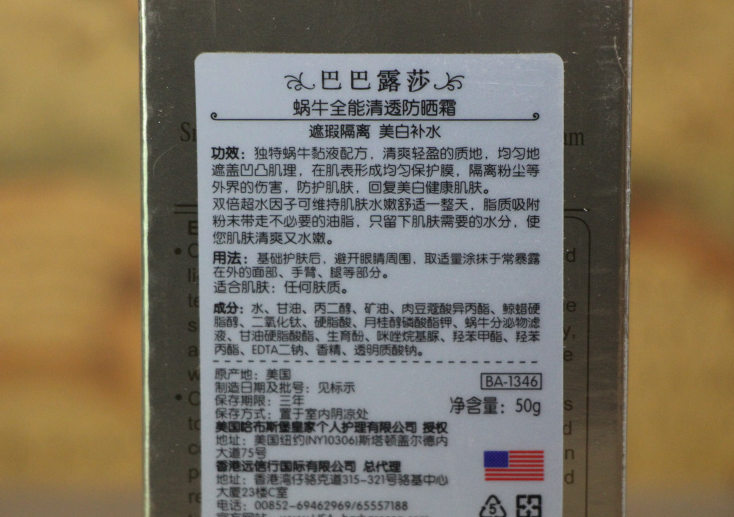 巴巴露莎
蜗牛全能清透防晒霜
遮瑕隔离 美白补水
功效：独特蜗牛黏液配方，清爽轻盈的质地，均匀地
遮盖凹凸肌理，在肌表形成均匀保护膜，隔离粉尘等
外界的伤害，防护肌肤，回复美白健康肌肤。
双倍超水因子可维持肌肤水嫩舒适一整天，脂质吸附
粉末带走不必要的油脂，只留下肌肤需要的水分，使
您肌肤清爽又水嫩。
用法：基础护肤后，避开眼睛周围，取适量涂抹于常暴露
在外的面部、手臂、腿等部分。
适合肌肤：任何肤质。
成分：水、甘油、丙二醇、矿油、肉豆蔻酸异丙酯、鲸蜡硬
脂醇、二氧化钛、硬脂酸、月桂醇磷酸酯钾、蜗牛分泌物滤
液、甘油硬脂酸酯、生育酚、咪唑烷基脲、羟苯甲酯、羟苯
丙酯、EDTA二钠、香精、透明质酸钠。
原产地：美国
制造日期及批号：见标示
保存期限：三年
保存方式：置于室内阴凉处
BA-1346
净含量：50g
美国哈布斯堡皇家个人护理有限公司 授权
地址：美国纽约INY10306I斯塔顿盖尔德内
大道75号
香港远信行国际有限公司 总代理
地址：香港湾仔骆克道315-321号骆基中心
大厦23楼C室
电话：00852-69462969/65557188
5